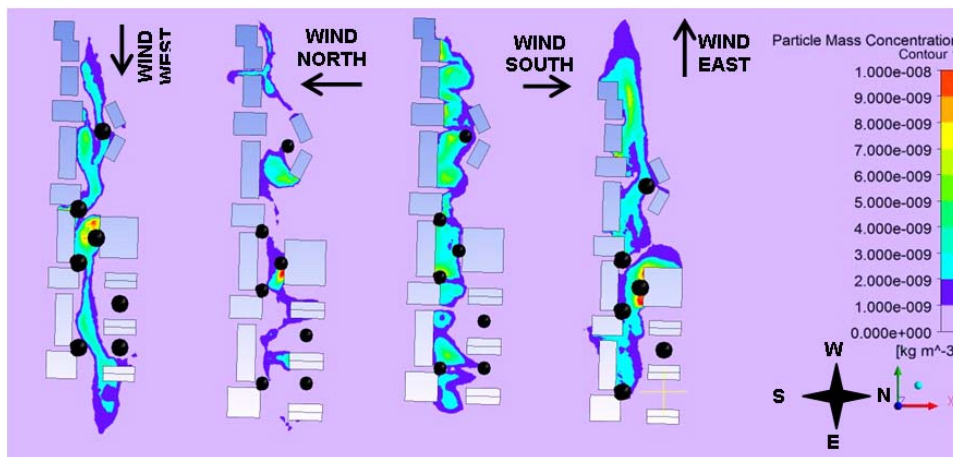 WIND
WEST
WIND
NORTH
WIND
SOUTH
WIND
EAST
Particle Mass Concentration
Contour
1.000e-008
9.000e-009
8.000e-009
7.000e-009
6.000e-009
5.000e-009
4.000e-009
3.000e-009
2.000e-009
1.000e-009
0.000e+000
[kg m^-3
W
S
N
E
X